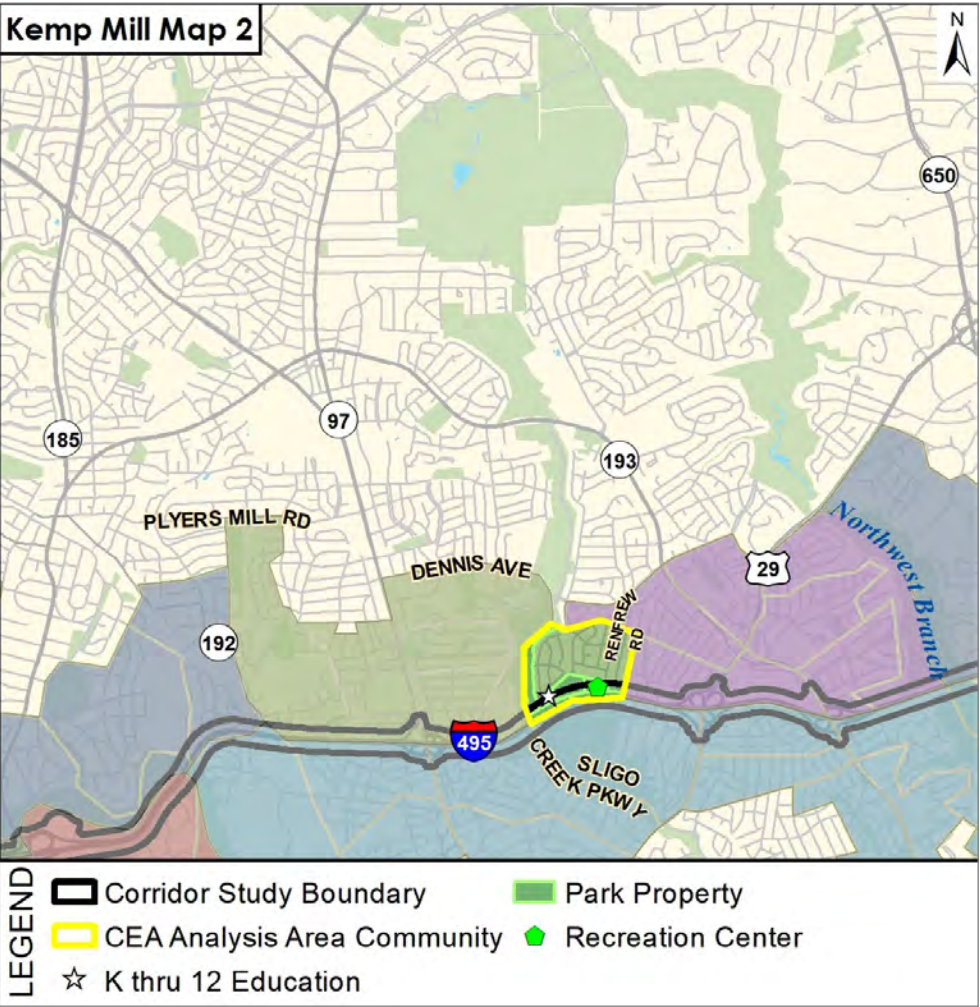 Kemp Mill Map 2
N
650
185
97
193
PLYERS MILL RD
DENNIS AVE
29
Northwest Branch
RENFREW
RD
192
495
SLIGO
CREEK PKWY
LEGEND
Corridor Study Boundary
Park Property
CEA Analysis Area Community
Recreation Center
K thru 12 Education